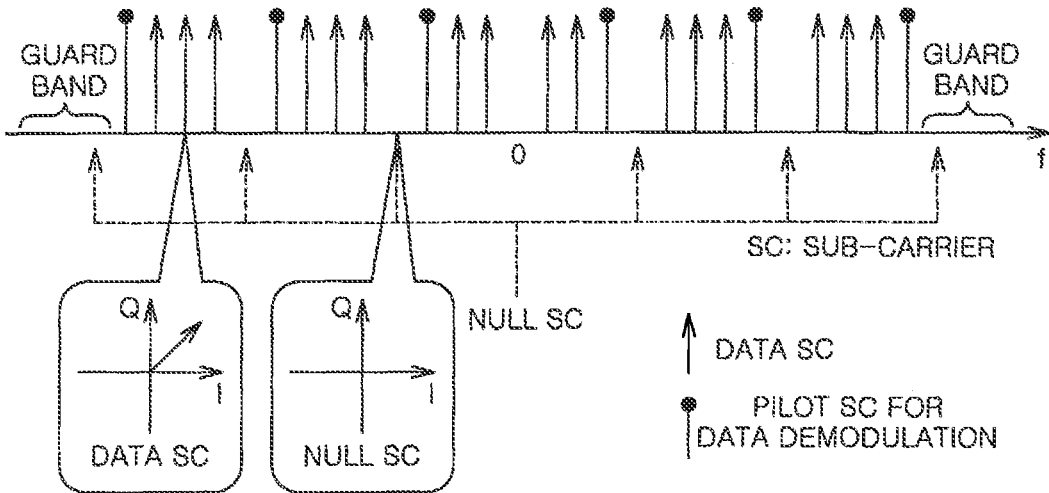 GUARD
BAND
GUARD
BAND
0
f
SC: SUB-CARRIER
NULL SC
Q
I
DATA SC
Q
I
NULL SC
DATA SC
PILOT SC FOR
DATA DEMODULATION